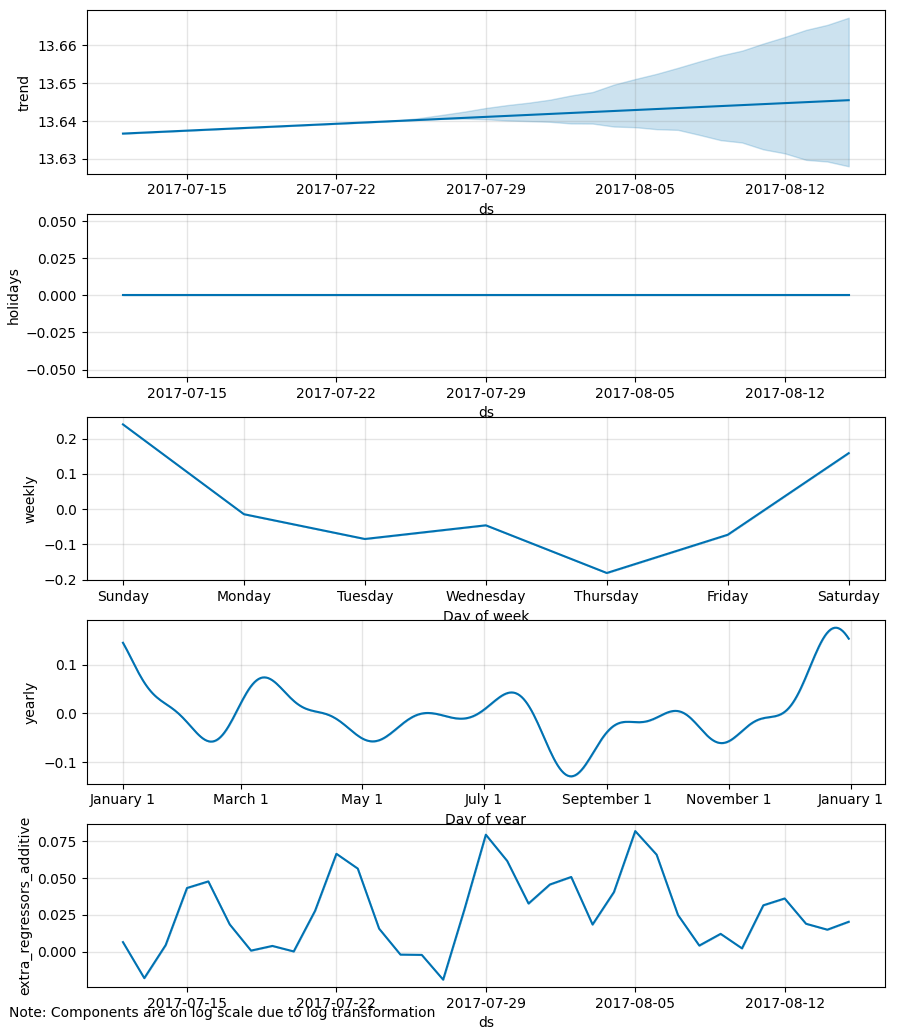 trend
13.66
13.65
13.64
13.63
2017-07-15 2017-07-22 2017-07-29 2017-08-05 2017-08-12
ds
holidays
0.050
0.025
0.000
−0.025
−0.050
2017-07-15 2017-07-22 2017-07-29 2017-08-05 2017-08-12
ds
weekly
0.2
0.1
0.0
−0.1
−0.2
Sunday Monday Tuesday Wednesday Thursday Friday Saturday
Day of week
yearly
0.1
0.0
−0.1
January 1 March 1 May 1 July 1 September 1 November 1 January 1
Day of year
extra_regressors_additive
0.075
0.050
0.025
0.000
2017-07-15 2017-07-22 2017-07-29 2017-08-05 2017-08-12
Note: Components are on log scale due to log transformation
ds